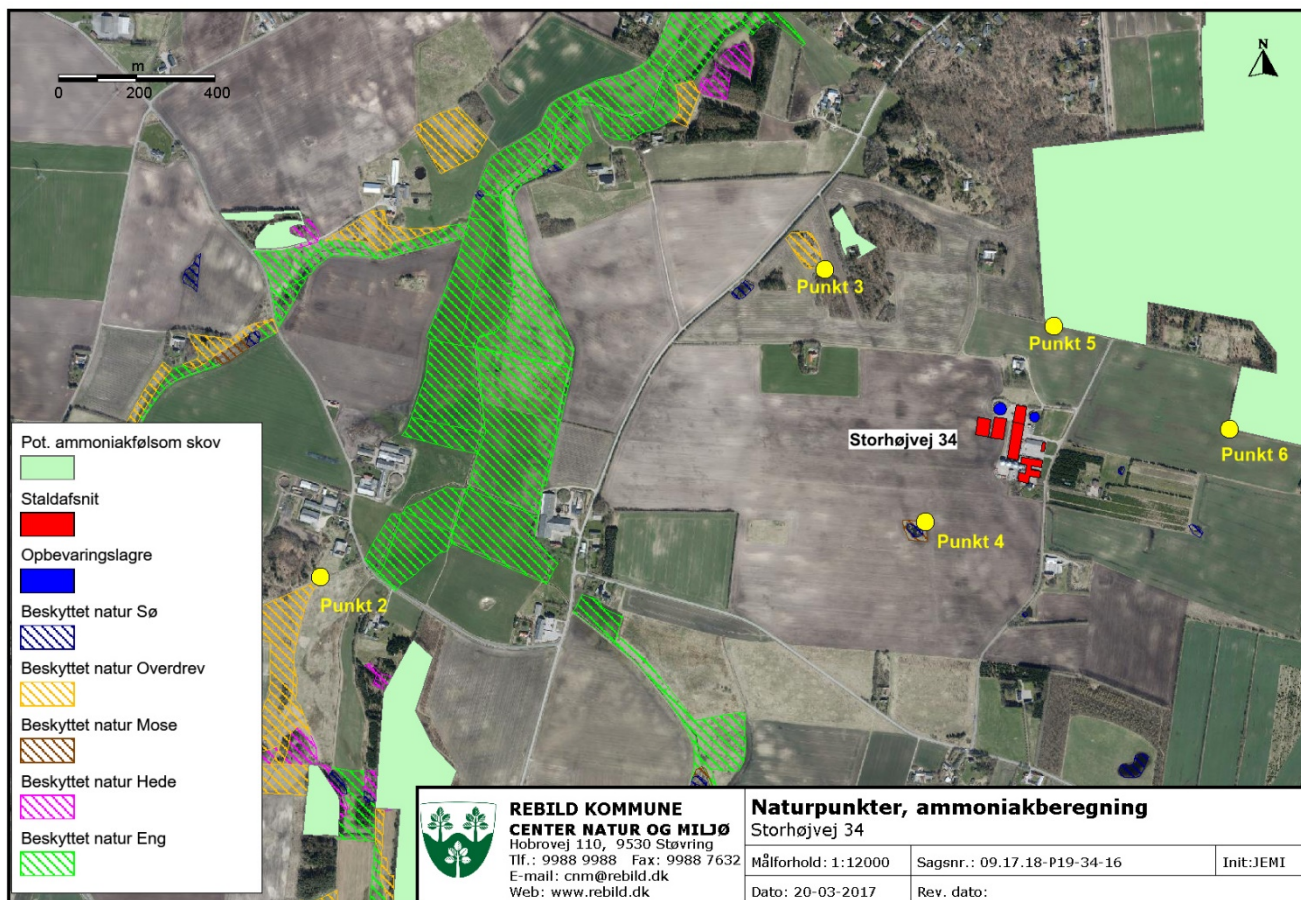 m
0 200 400
N
Punkt 3
Punkt 5
Storhøjvej 34
Punkt 6
Punkt 4
Punkt 2
Pot. ammoniakfølsom skov
Staldafsnit
Opbevaringslagre
Beskyttet natur Sø
Beskyttet natur Overdrev
Beskyttet natur Mose
Beskyttet natur Hede
Beskyttet natur Eng
REBILD KOMMUNE
CENTER NATUR OG MILJØ
Hobrovej 110, 9530 Støvring
Tlf.: 9988 9988 Fax: 9988 7632
E-mail: cnm@rebild.dk
Web: www.rebild.dk
Naturpunkter, ammoniakberegning
Storhøjvej 34
Målforhold: 1:12000 Sagsnr.: 09.17.18-P19-34-16 Init:JEMI
Dato: 20-03-2017 Rev. dato: